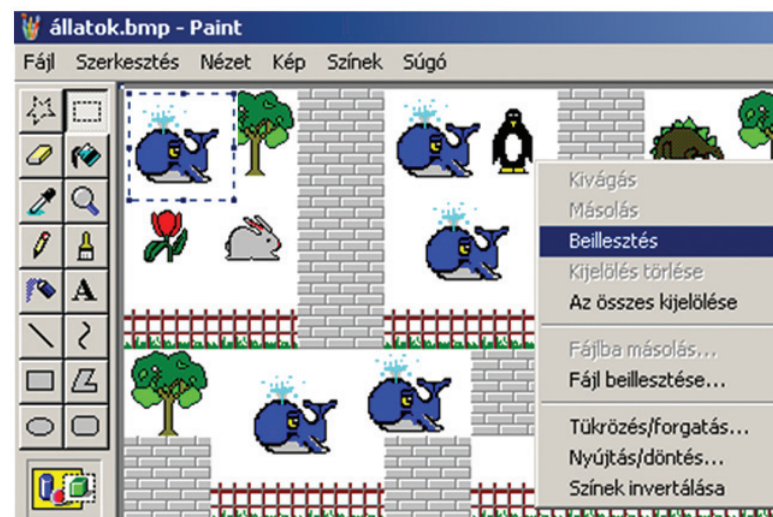 állatok.bmp - Paint
Fájl Szerkesztés Nézet Kép Színek Súgó
A
Kivágás
Másolás
Beillesztés
Kijelölés törlése
Az összes kijelölése
Fájlba másolás...
Fájl beillesztése...
Tükrözés/forgatás...
Nyújtás/döntés...
Színek invertálása